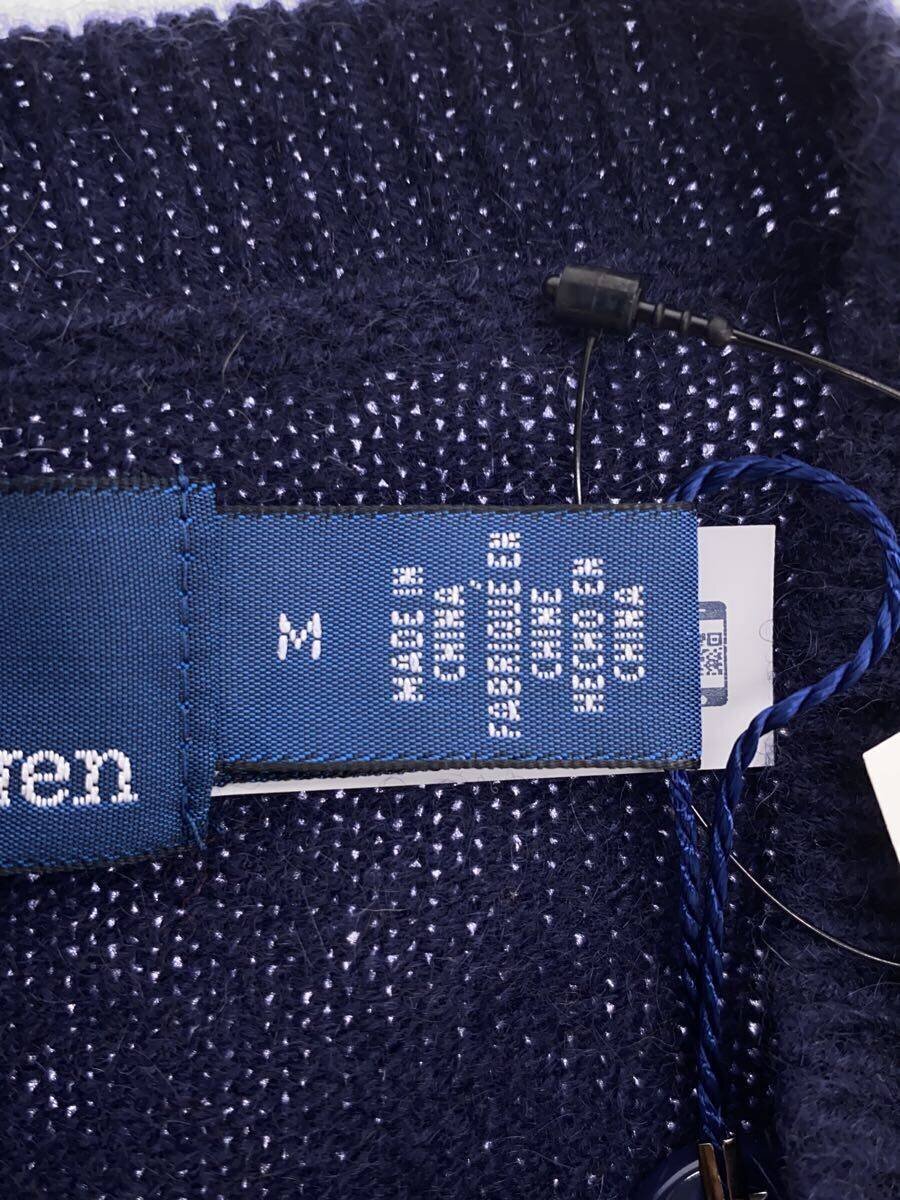 ren
M
MADE IN
CHINA
FABRIQUÉ EN
CHINE
HECHO EN
CHINA